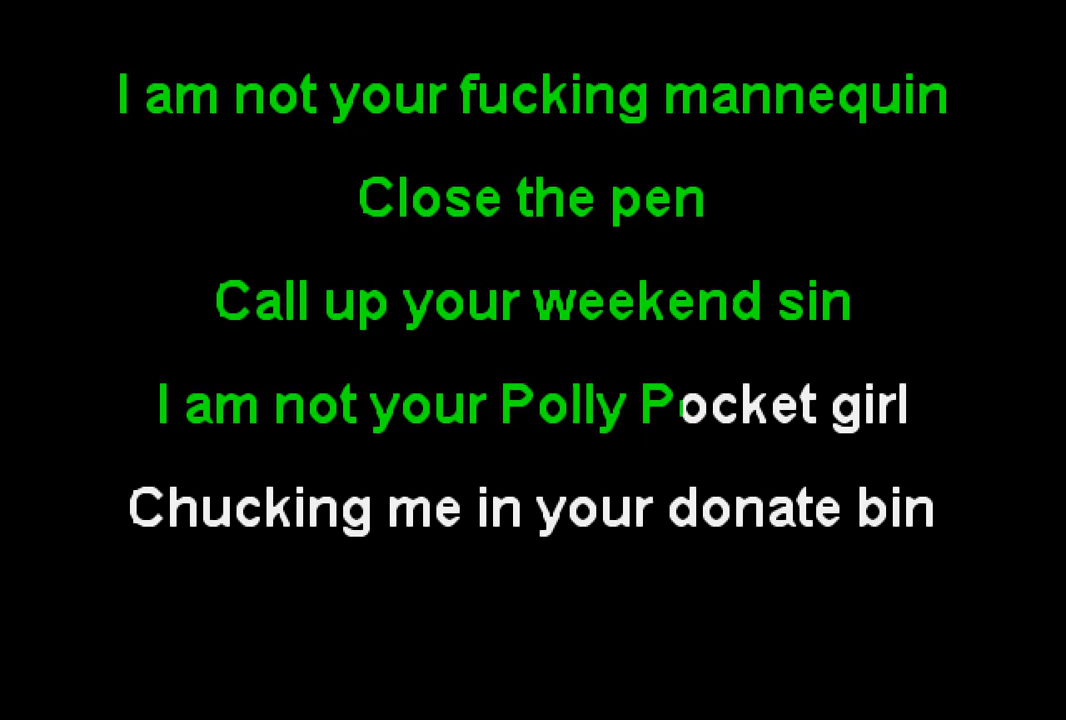 I am not your fucking mannequin
Close the pen
Call up your weekend sin
I am not your Polly Pocket girl
Chucking me in your donate bin